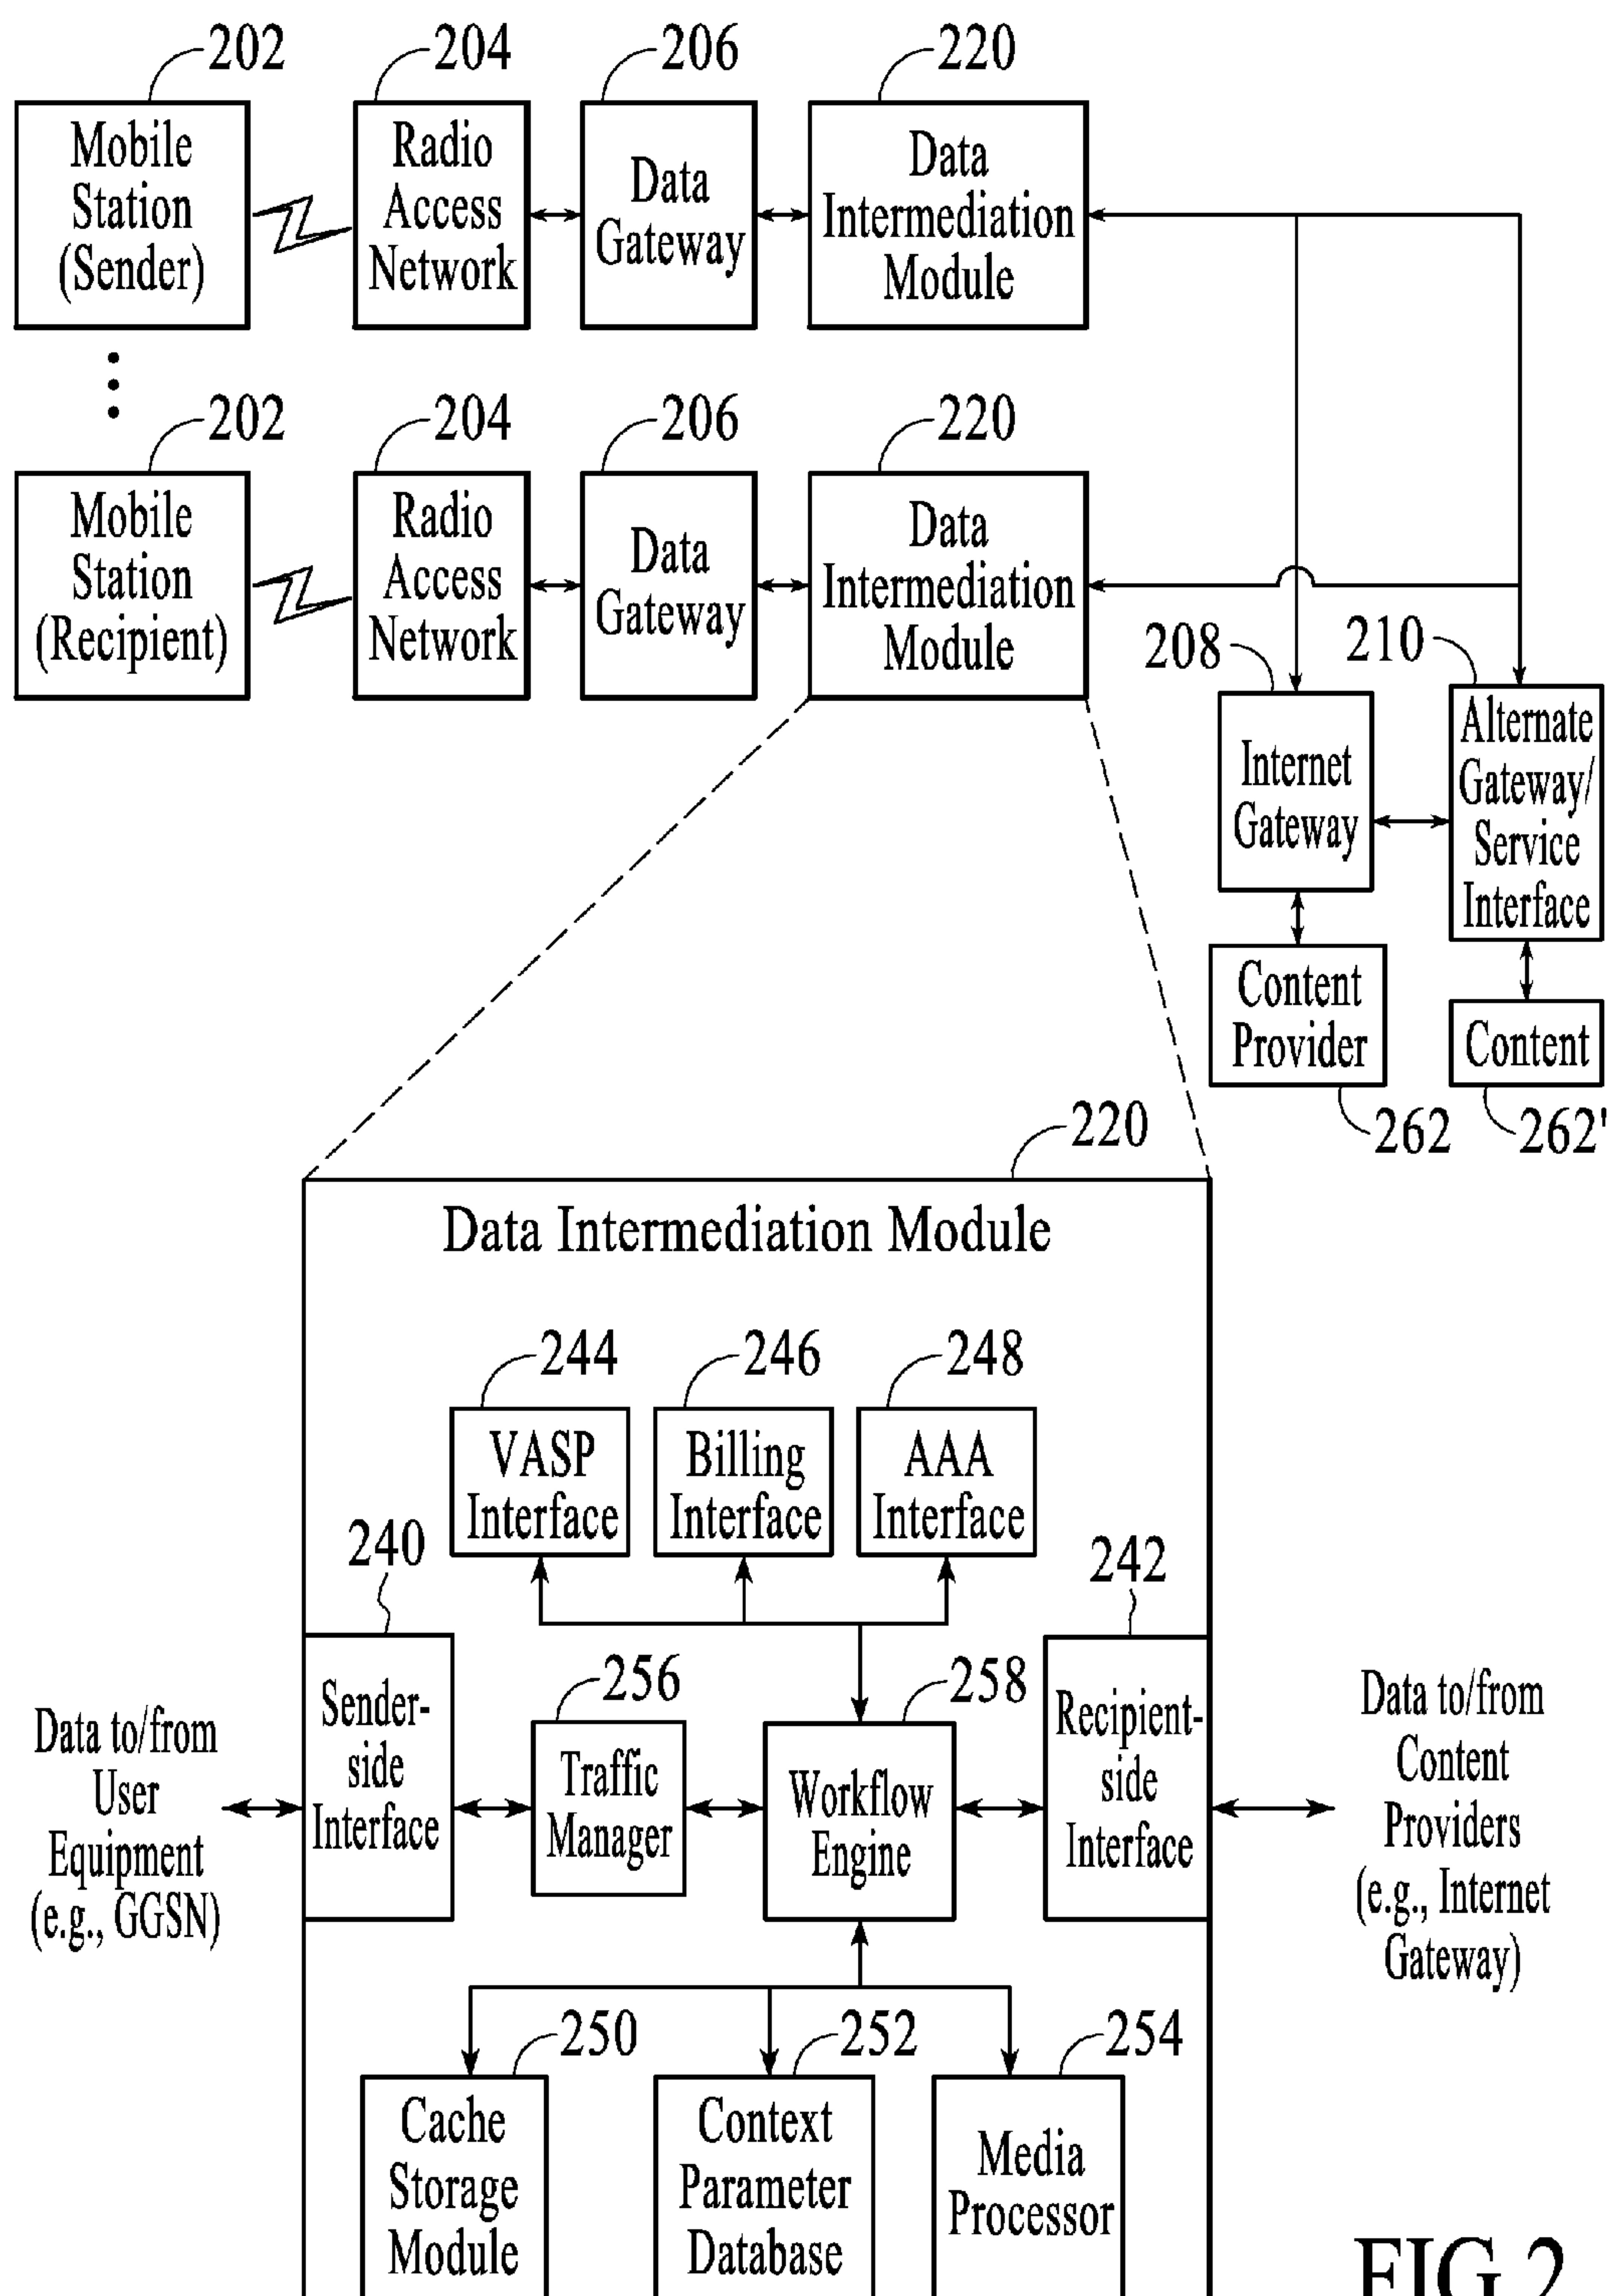 202
204
206
220
Mobile
Station
(Sender)
Radio
Access
Network
Data
Gateway
Data
Intermediation
Module
202
204
206
220
Mobile
Station
(Recipient)
Radio
Access
Network
Data
Gateway
Data
Intermediation
Module
208
210
Internet
Gateway
Alternate
Gateway/
Service
Interface
Content
Provider
Content
262
262'
220
Data Intermediation Module
244
246
248
VASP
Interface
Billing
Interface
AAA
Interface
240
242
256
258
Data to/from
User
Equipment
(e.g., GGSN)
Sender-
side
Interface
Traffic
Manager
Workflow
Engine
Recipient-
side
Interface
Data to/from
Content
Providers
(e.g., Internet
Gateway)
250
252
254
Cache
Storage
Module
Context
Parameter
Database
Media
Processor
FIG.2